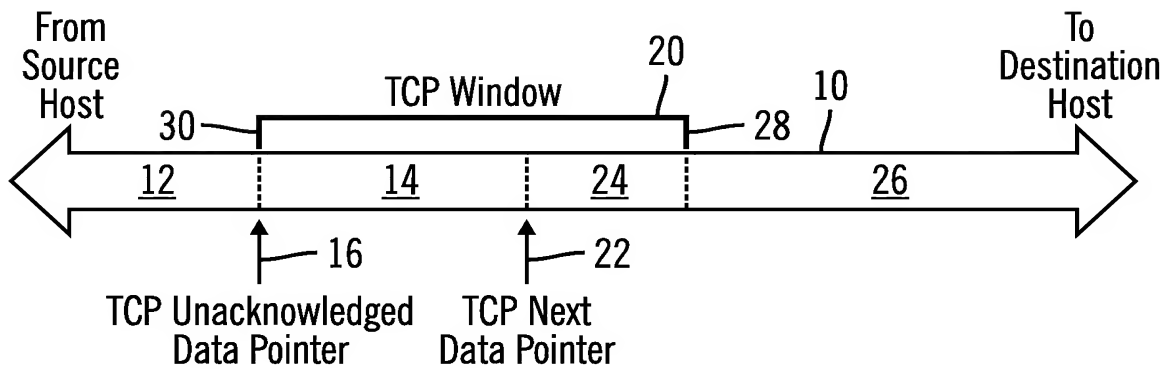 From
Source
Host
To
Destination
Host
20
TCP Window
10
30
28
12
14
24
26
16
22
TCP Unacknowledged
Data Pointer
TCP Next
Data Pointer